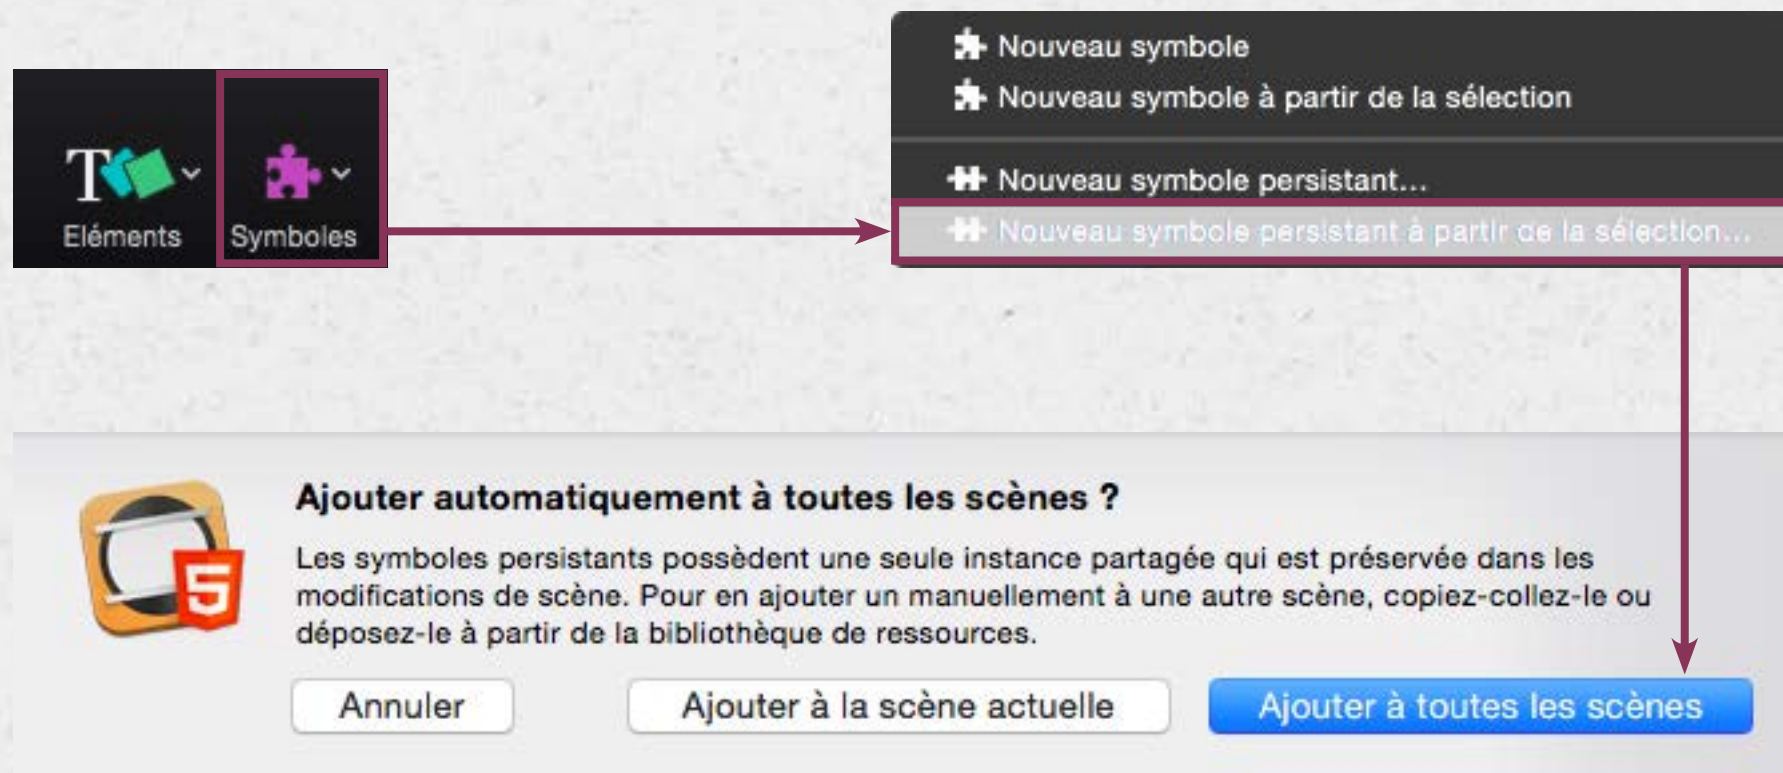 Nouveau symbole
Nouveau symbole à partir de la sélection
Nouveau symbole persistant...
Nouveau symbole persistant à partir de la sélection...
T
Eléments
Symboles
Ajouter automatiquement à toutes les scènes ?
Les symboles persistants possèdent une seule instance partagée qui est préservée dans les
modifications de scène. Pour en ajouter un manuellement à une autre scène, copiez-collez-le ou
déposez-le à partir de la bibliothèque de ressources.
5
Annuler
Ajouter à la scène actuelle
Ajouter à toutes les scènes